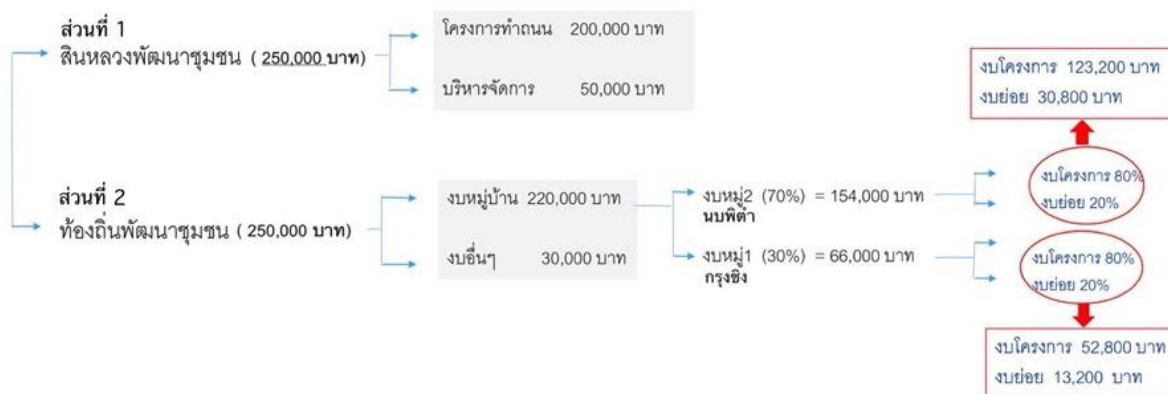 ส่วนที่ 1
สินหลวงพัฒนาชุมชน ( 250,000 บาท)
โครงการทำถนน 200,000 บาท
บริหารจัดการ 50,000 บาท
ส่วนที่ 2
ท้องถิ่นพัฒนาชุมชน ( 250,000 บาท)
งบหมู่บ้าน 220,000 บาท
งบอื่นๆ 30,000 บาท
งบหมู่2 (70%) = 154,000 บาท
นบพิตำ
งบหมู่1 (30%) = 66,000 บาท
กรุงชิง
งบโครงการ 123,200 บาท
งบย่อย 30,800 บาท
งบโครงการ 80%
งบย่อย 20%
งบโครงการ 80%
งบย่อย 20%
งบโครงการ 52,800 บาท
งบย่อย 13,200 บาท